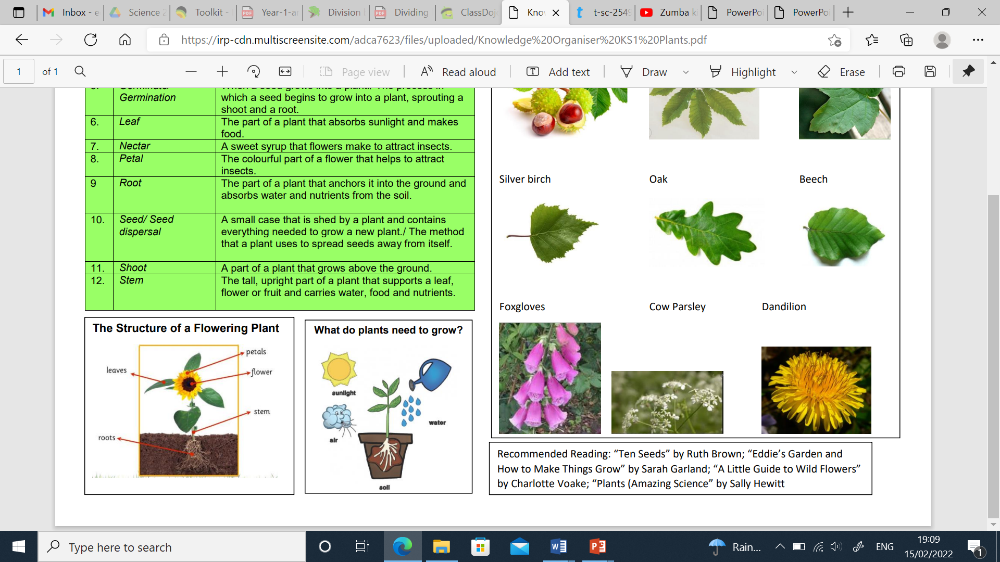 Inbox - e
Science 2
Toolkit -
Year-1-ar
Division
Dividing
ClassDoj
Know
t-sc-2549
Zumba ki
PowerPoi
PowerPoi
https://irp-cdn.multiscreensite.com/adca7623/files/uploaded/Knowledge%20Organiser%20KS1%20Plants.pdf
1 of 1
Page view
Read aloud
Add text
Draw
Highlight
Erase
Germination
which a seed begins to grow into a plant, sprouting a
shoot and a root.
6. Leaf The part of a plant that absorbs sunlight and makes
food.
7. Nectar A sweet syrup that flowers make to attract insects.
8. Petal The colourful part of a flower that helps to attract
insects.
9 Root The part of a plant that anchors it into the ground and
absorbs water and nutrients from the soil.
10. Seed/ Seed A small case that is shed by a plant and contains
dispersal everything needed to grow a new plant./ The method
that a plant uses to spread seeds away from itself.
11. Shoot A part of a plant that grows above the ground.
12. Stem The tall, upright part of a plant that supports a leaf,
flower or fruit and carries water, food and nutrients.
The Structure of a Flowering Plant
petals
leaves
flower
stem
roots
What do plants need to grow?
sunlight
water
air
soil
Silver birch
Oak
Beech
Foxgloves
Cow Parsley
Dandilion
Recommended Reading: “Ten Seeds” by Ruth Brown; “Eddie’s Garden and
How to Make Things Grow” by Sarah Garland; “A Little Guide to Wild Flowers”
by Charlotte Voake; “Plants (Amazing Science” by Sally Hewitt
Type here to search
Rain...
ENG
19:09
15/02/2022
1